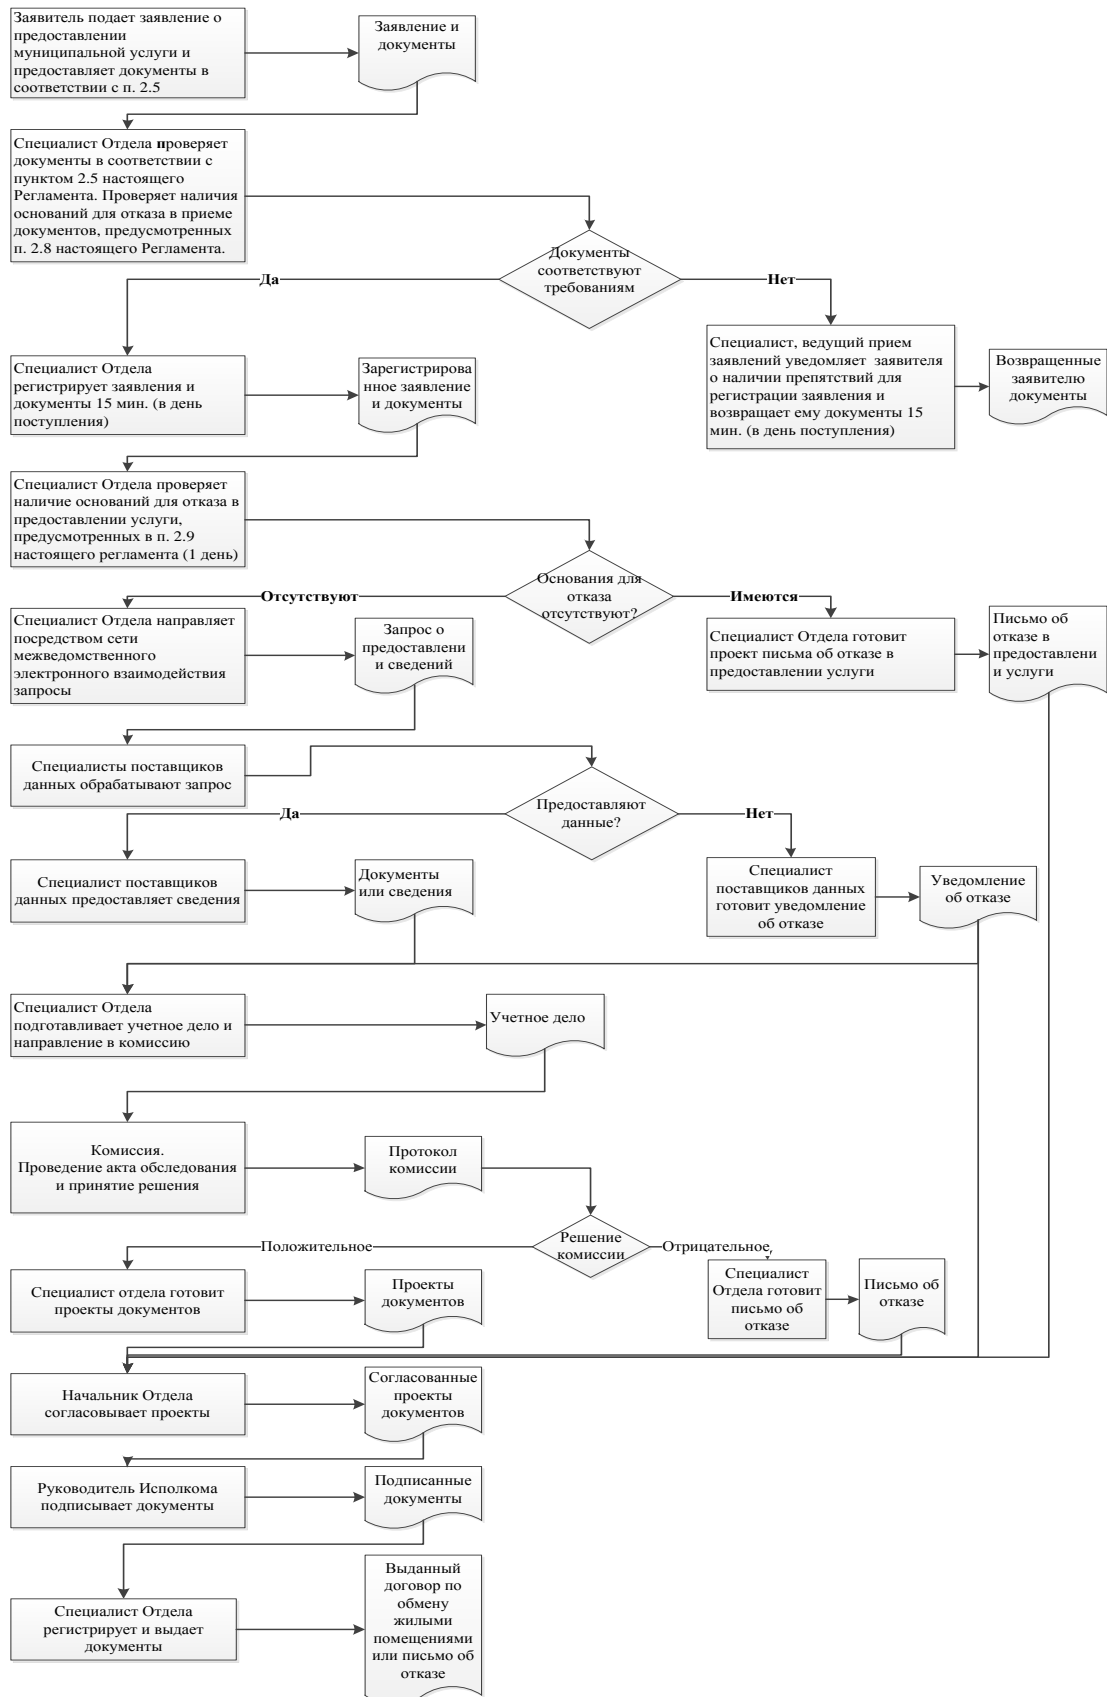 Заявитель подает заявление о
предоставлении
муниципальной услуги и
предоставляет документы в
соответствии с п. 2.5
Заявление и
документы
Специалист Отдела проверяет
документы в соответствии с
пунктом 2.5 настоящего
Регламента. Проверяет наличия
оснований для отказа в приеме
документов, предусмотренных
п. 2.8 настоящего Регламента.
Документы
соответствуют
требованиям
Да
Нет
Специалист Отдела
регистрирует заявления и
документы 15 мин. (в день
поступления)
Зарегистрирова
нное заявление
и документы
Специалист, ведущий прием
заявлений уведомляет заявителя
о наличии препятствий для
регистрации заявления и
возвращает ему документы 15
мин. (в день поступления)
Возвращенные
заявителю
документы
Специалист Отдела проверяет
наличие оснований для отказа в
предоставлении услуги,
предусмотренных в п. 2.9
настоящего регламента (1 день)
Основания для
отказа
отсутствуют?
Отсутствуют
Имеются
Специалист Отдела направляет
посредством сети
межведомственного
электронного взаимодействия
запросы
Запрос о
предоставлени
и сведений
Специалист Отдела готовит
проект письма об отказе в
предоставлении услуги
Письмо об
отказе в
предоставлени
и услуги
Специалисты поставщиков
данных обрабатывают запрос
Предоставляют
данные?
Да
Нет
Специалист поставщиков
данных предоставляет сведения
Документы
или сведения
Специалист
поставщиков данных
готовит уведомление
об отказе
Уведомление
об отказе
Специалист Отдела
подготавливает учетное дело и
направление в комиссию
Учетное дело
Комиссия.
Проведение акта обследования
и принятие решения
Протокол
комиссии
Решение
комиссии
Положительное
Отрицательное
Специалист отдела готовит
проекты документов
Проекты
документов
Специалист
Отдела готовит
письмо об
отказе
Письмо об
отказе
Начальник Отдела
согласовывает проекты
Согласованные
проекты
документов
Руководитель Исполкома
подписывает документы
Подписанные
документы
Специалист Отдела
регистрирует и выдает
документы
Выданный
договор по
обмену
жилыми
помещениями
или письмо об
отказе